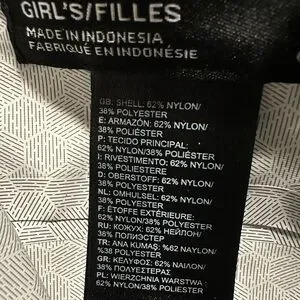 GIRL'S/FILLES
MADE IN INDONESIA
FABRIQUÉ EN INDONÉSIE
GB: SHELL: 62% NYLON/
38% POLYESTER
E: ARMAZÓN: 62% NYLON/
38% POLIÉSTER
P: TECIDO PRINCIPAL:
62% NYLON/38% POLIÉSTER
I: RIVESTIMENTO: 62% NYLON/
38% POLIESTERE
D: OBERSTOFF: 62% NYLON/
38% POLYESTER
NL: OMHULSEL: 62% NYLON/
38% POLYESTER
F: ÉTOFFE EXTÉRIEURE:
62% NYLON/38% POLYESTER
RU: КОЖУХ: 62% НЕЙЛОН/
38% ПОЛИЭСТЕР
TR: ANA KUMAŞ: %62 NAYLON/
%38 POLYESTER
GR: ΚΕΛΥΦΟΣ: 62% ΝΑΙΛΟΝ/
38% ΠΟΛΥΕΣΤΕΡΑΣ
PL: WIERZCHNIA WARSTWA:
62% NYLON/38% POLYESTER